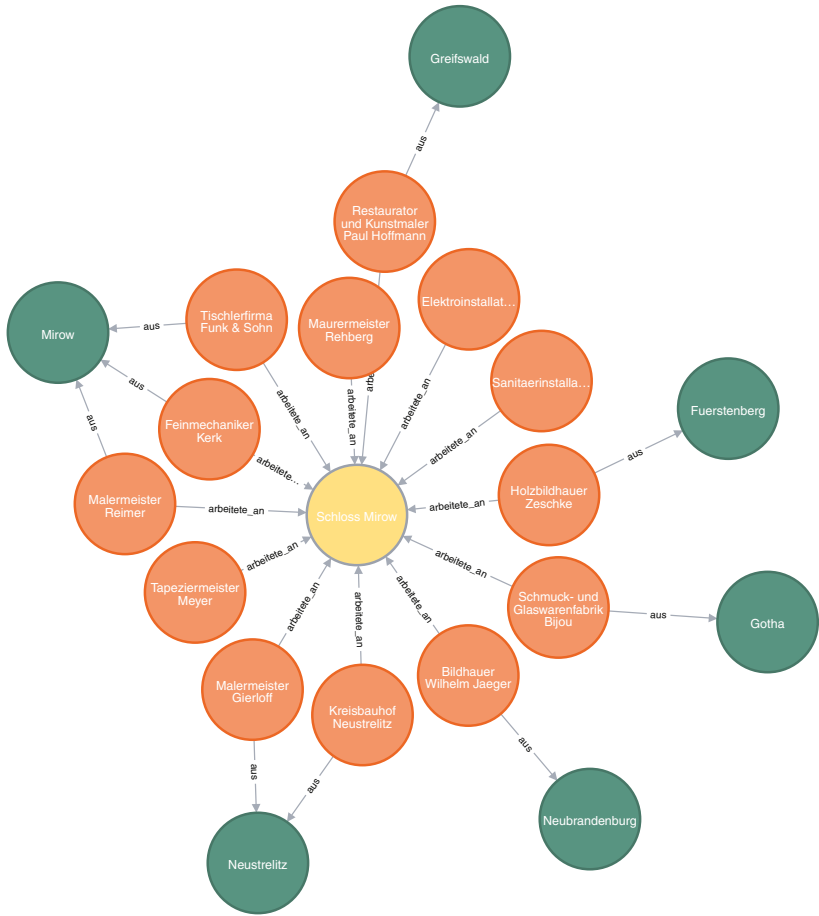 Greifswald
aus
Restaurator
und Kunstmaler
Paul Hoffmann
Elektroinstallat…
Tischlerfirma
Funk & Sohn
aus
Mirow
Maurermeister
Rehberg
arbe
Sanitaerinstalla…
aus
Feinmechaniker
Kerk
arbeitete_an
arbeitete_an
arbeitete_an
Fuerstenberg
aus
aus
arbeitete_an
arbeitete…
Holzbildhauer
Zeschke
Malermeister
Reimer
arbeitete_an
Schloss Mirow
arbeitete_an
arbeitete_an
arbeitete_an
Tapeziermeister
Meyer
arbeitete_an
arbeitete_an
arbeitete_an
Schmuck- und
Glaswarenfabrik
Bijou
aus
Gotha
Malermeister
Gierloff
Kreisbauhof
Neustrelitz
Bildhauer
Wilhelm Jaeger
aus
aus
aus
Neubrandenburg
Neustrelitz